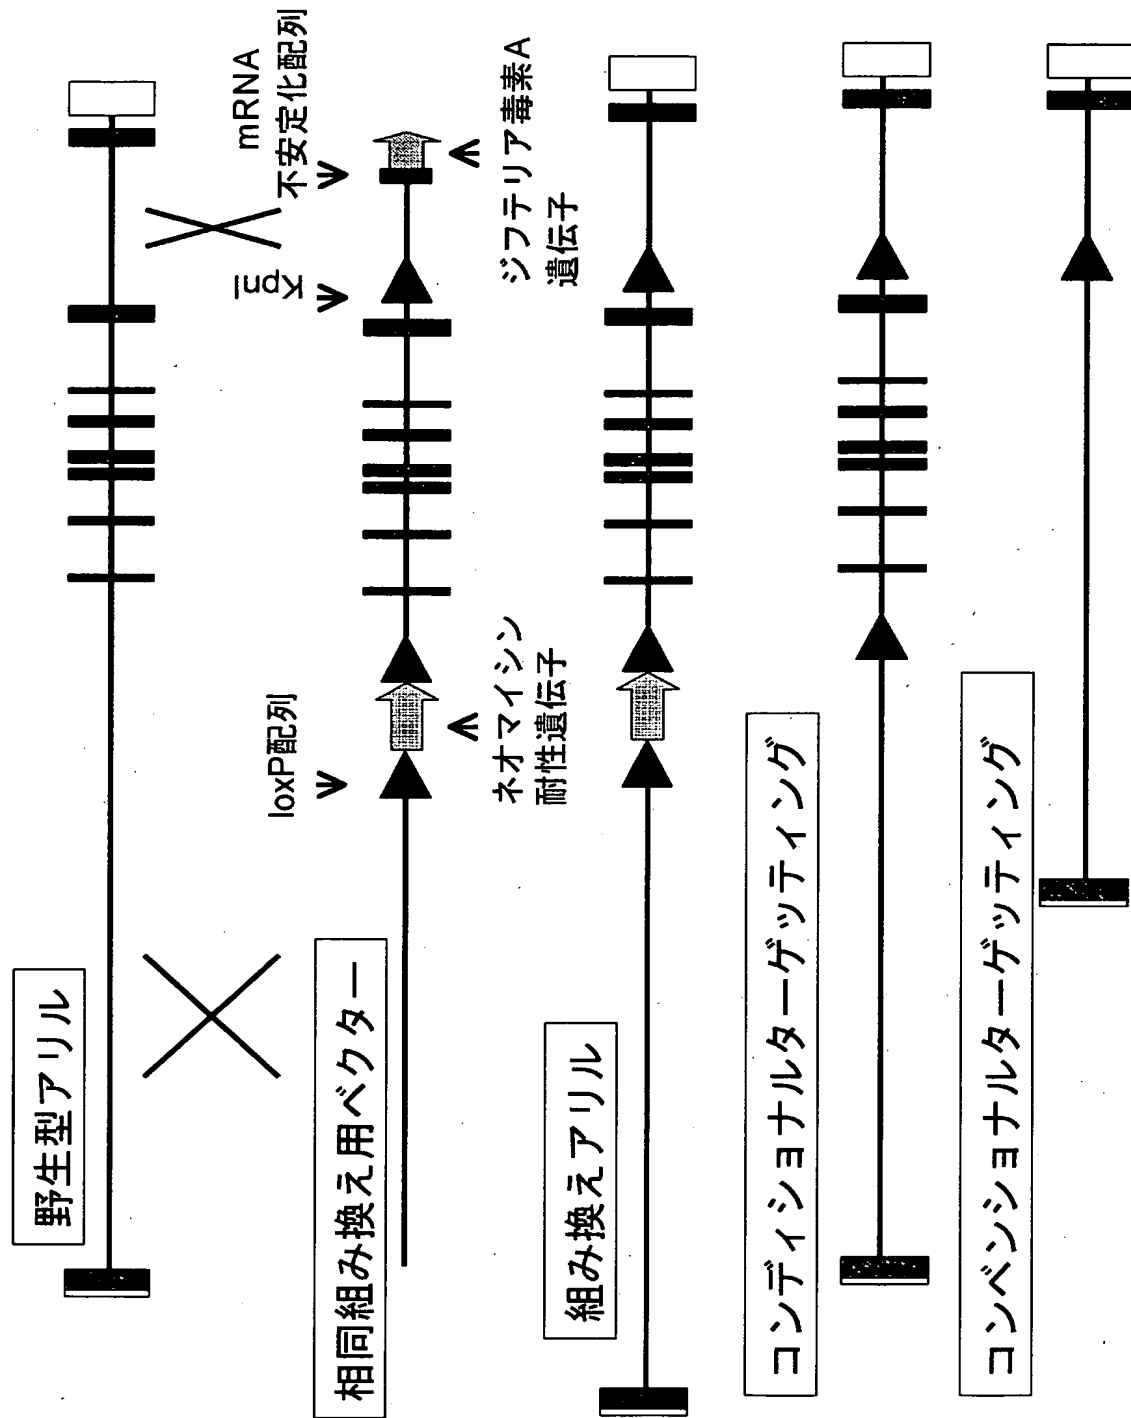 野生型アリル
mRNA
不安定化配列
KpnI
loxP配列
相同組み換え用ベクター
ネオマイシン
耐性遺伝子
ジフテリア毒素A
遺伝子
組み換えアリル
コンディショナルターゲッティング
コンベンショナルターゲッティング